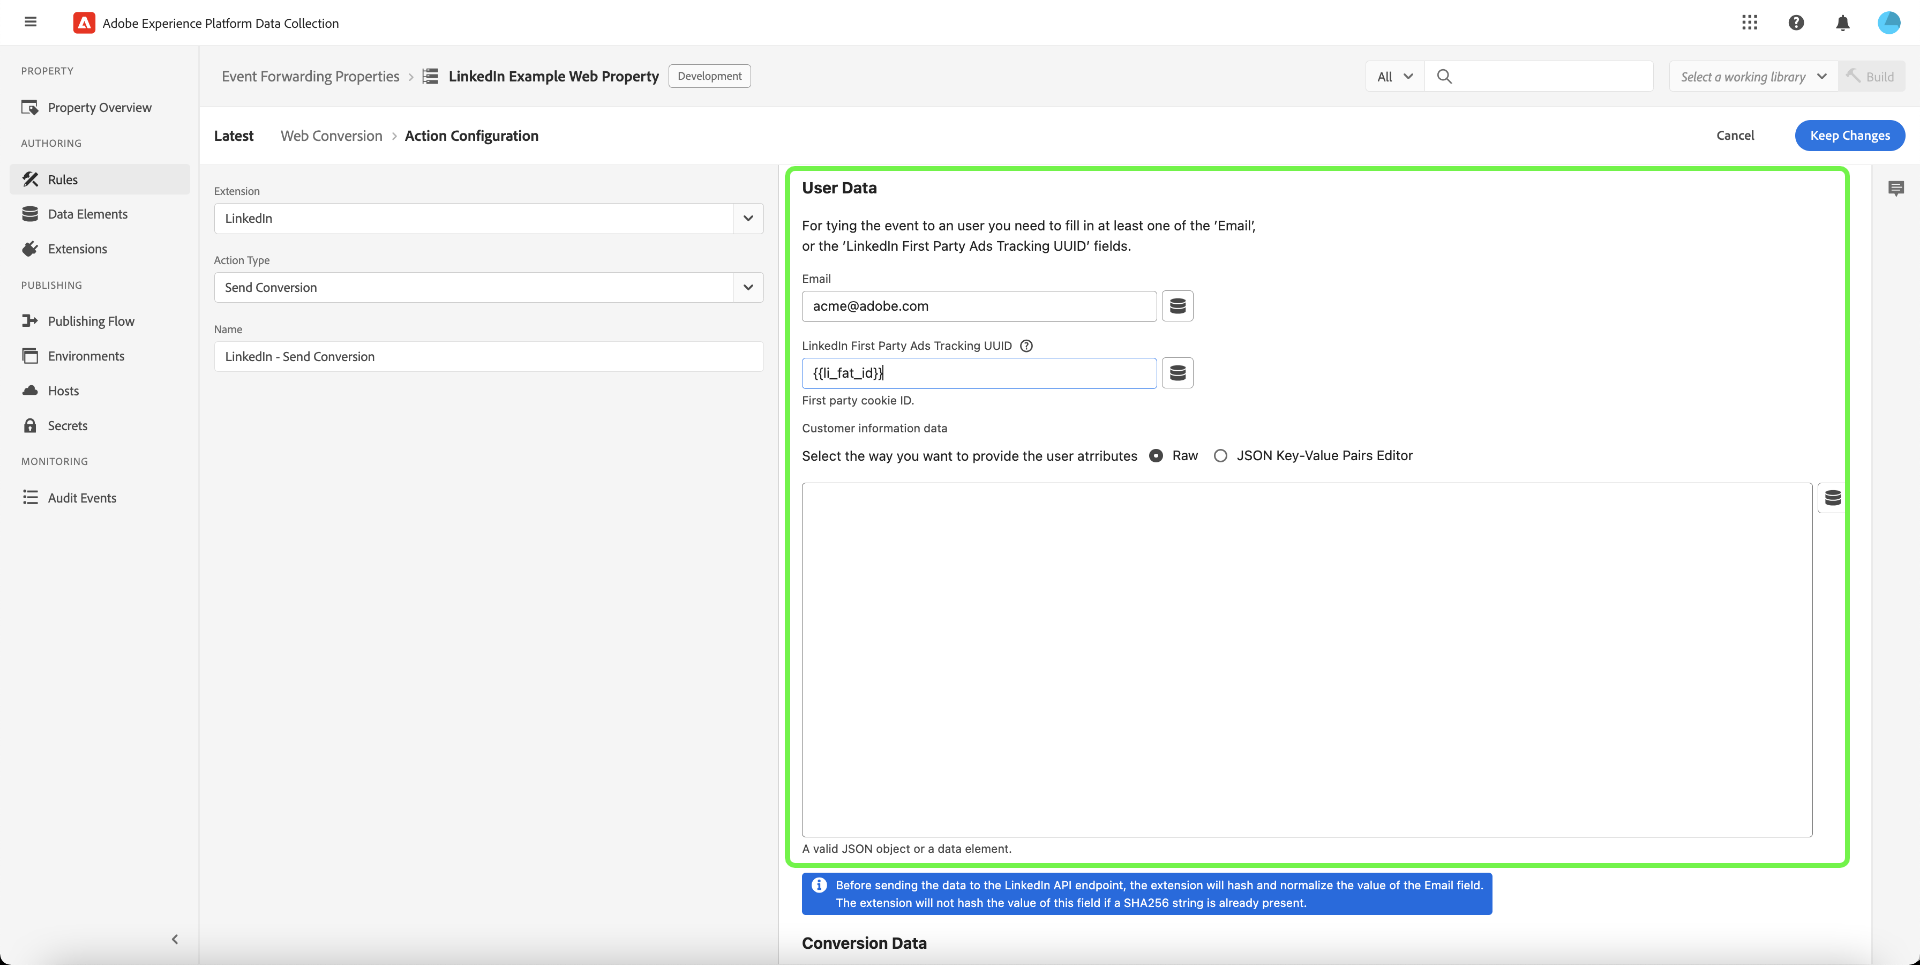 Adobe Experience Platform Data Collection
PROPERTY
Property Overview
AUTHORING
Rules
Data Elements
Extensions
PUBLISHING
Publishing Flow
Environments
Hosts
Secrets
MONITORING
Audit Events
Event Forwarding Properties > LinkedIn Example Web Property Development
All
Select a working library
Build
Latest Web Conversion > Action Configuration
Cancel
Keep Changes
Extension
LinkedIn
Action Type
Send Conversion
Name
LinkedIn - Send Conversion
User Data
For tying the event to an user you need to fill in at least one of the ‘Email’,
or the ‘LinkedIn First Party Ads Tracking UUID’ fields.
Email
acme@adobe.com
LinkedIn First Party Ads Tracking UUID
{{li_fat_id}}
First party cookie ID.
Customer information data
Select the way you want to provide the user atrributes Raw JSON Key-Value Pairs Editor
A valid JSON object or a data element.
Before sending the data to the LinkedIn API endpoint, the extension will hash and normalize the value of the Email field.
The extension will not hash the value of this field if a SHA256 string is already present.
Conversion Data